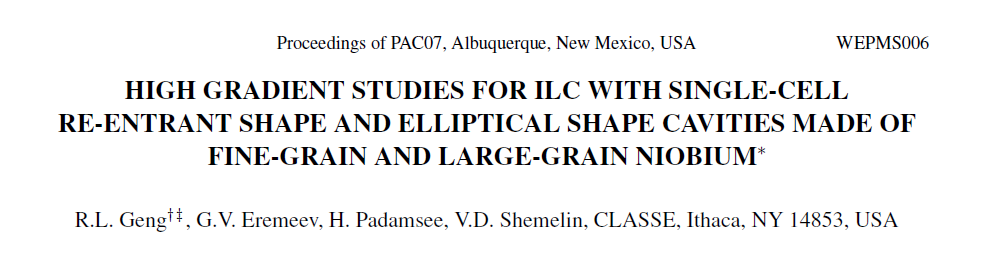 Proceedings of PAC07, Albuquerque, New Mexico, USA WEPMS006
HIGH GRADIENT STUDIES FOR ILC WITH SINGLE-CELL
RE-ENTRANT SHAPE AND ELLIPTICAL SHAPE CAVITIES MADE OF
FINE-GRAIN AND LARGE-GRAIN NIOBIUM*
R.L. Geng†‡, G.V. Eremeev, H. Padamsee, V.D. Shemelin, CLASSE, Ithaca, NY 14853, USA